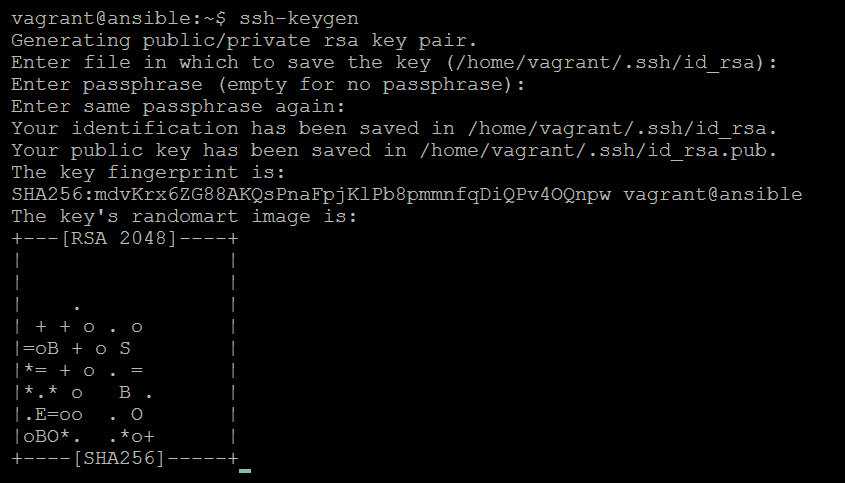 vagrant@ansible:~$ ssh-keygen
Generating public/private rsa key pair.
Enter file in which to save the key (/home/vagrant/.ssh/id_rsa):
Enter passphrase (empty for no passphrase):
Enter same passphrase again:
Your identification has been saved in /home/vagrant/.ssh/id_rsa.
Your public key has been saved in /home/vagrant/.ssh/id_rsa.pub.
The key fingerprint is:
SHA256:mdvKrx6ZG88AKQsPnaFpjKlPb8pmmnfqDiQPv4OQnpw vagrant@ansible
The key's randomart image is:
+---[RSA 2048]----+
|                 |
|                 |
|    .            |
| + + o . o       |
|=oB + o S        |
|*= + o . =       |
|*.* o   B .      |
|.E=oo  . O       |
|oBO*.  .*o+      |
+----[SHA256]-----+